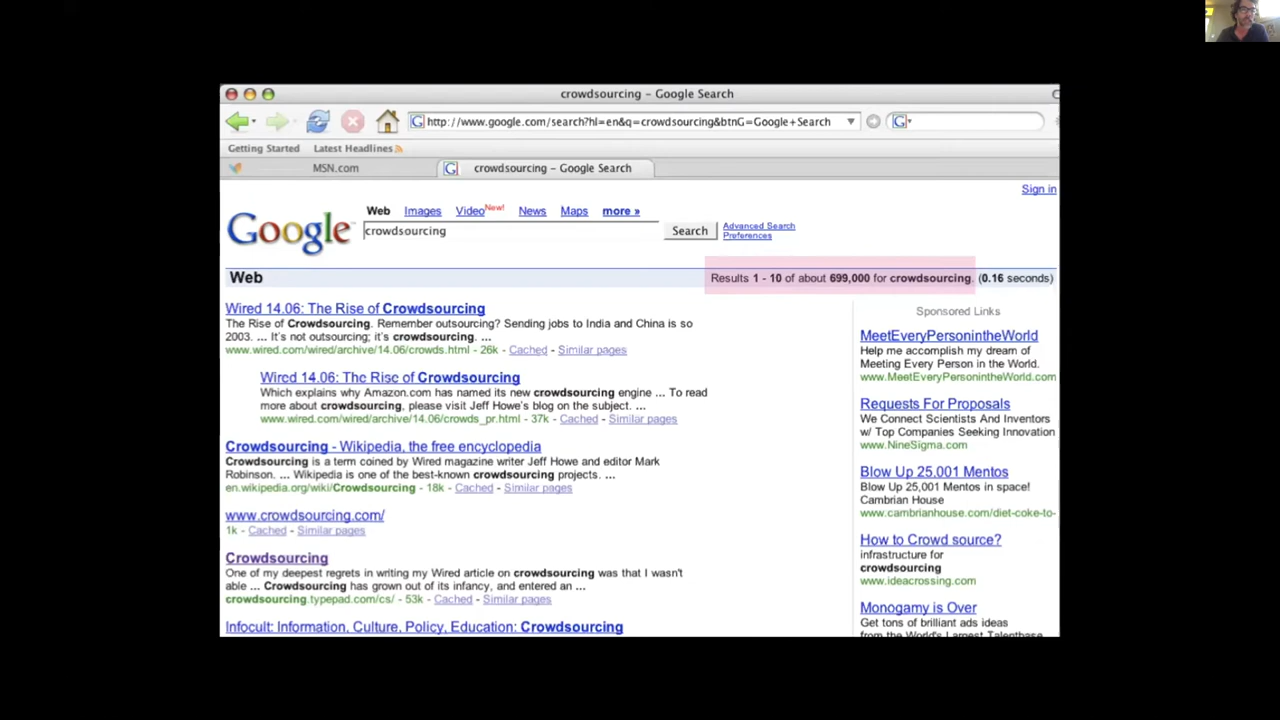 crowdsourcing – Google Search
http://www.google.com/search?hl=en&q=crowdsourcing&btnG=Google+Search
Getting Started Latest Headlines
MSN.com crowdsourcing – Google Search
Sign in
Google Web Images Video New! News Maps more »
crowdsourcing Search Advanced Search
Preferences
Web Results 1 - 10 of about 699,000 for crowdsourcing. (0.16 seconds)
Wired 14.06: The Rise of Crowdsourcing
The Rise of Crowdsourcing. Remember outsourcing? Sending jobs to India and China is so
2003. ... It's not outsourcing; it's crowdsourcing. ...
www.wired.com/wired/archive/14.06/crowds.html - 26k - Cached - Similar pages
Wired 14.06: The Rise of Crowdsourcing
Which explains why Amazon.com has named its new crowdsourcing engine ... To read
more about crowdsourcing, please visit Jeff Howe's blog on the subject. ...
www.wired.com/wired/archive/14.06/crowds_pr.html - 37k - Cached - Similar pages
Crowdsourcing - Wikipedia, the free encyclopedia
Crowdsourcing is a term coined by Wired magazine writer Jeff Howe and editor Mark
Robinson. ... Wikipedia is one of the best-known crowdsourcing projects. ...
en.wikipedia.org/wiki/Crowdsourcing - 18k - Cached - Similar pages
www.crowdsourcing.com/
1k - Cached - Similar pages
Crowdsourcing
One of my deepest regrets in writing my Wired article on crowdsourcing was that I wasn't
able ... Crowdsourcing has grown out of its infancy, and entered an ...
crowdsourcing.typepad.com/cs/ - 53k - Cached - Similar pages
Infocult: Information, Culture, Policy, Education: Crowdsourcing
Sponsored Links
MeetEveryPersonintheWorld
Help me accomplish my dream of
Meeting Every Person in the World.
www.MeetEveryPersonintheWorld.com
Requests For Proposals
We Connect Scientists And Inventors
w/ Top Companies Seeking Innovation
www.NineSigma.com
Blow Up 25,001 Mentos
Blow Up 25,001 Mentos in space!
Cambrian House
www.cambrianhouse.com/diet-coke-to-
How to Crowd source?
infrastructure for
crowdsourcing
www.ideacrossing.com
Monogamy is Over
Get tons of brilliant ads ideas
from the World's Largest Talentbase